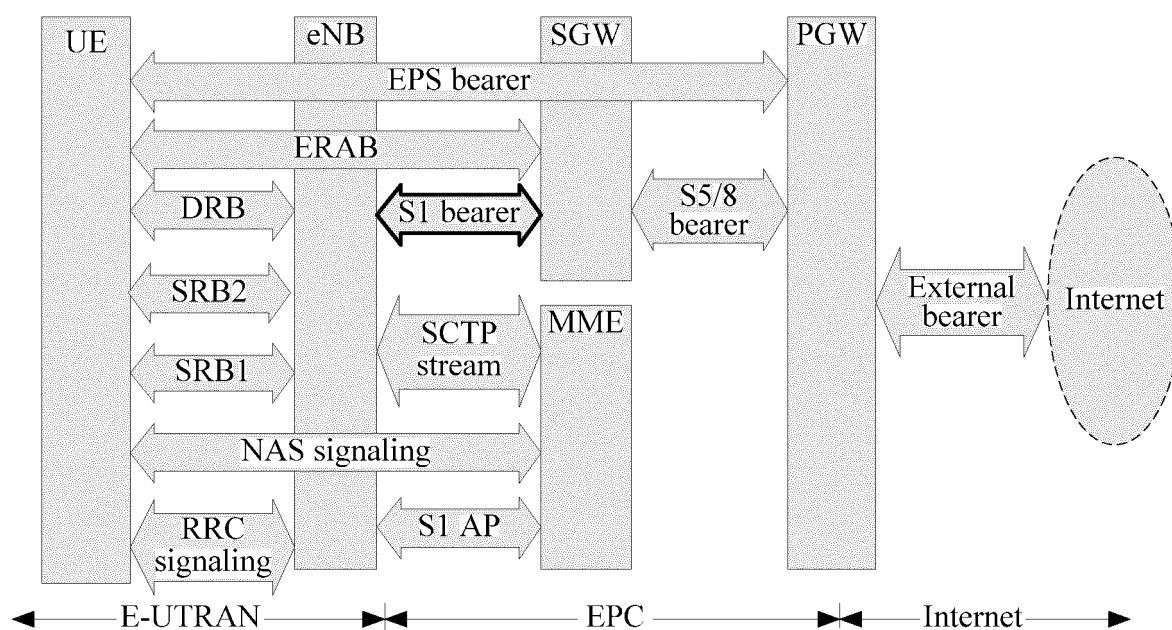 UE
eNB
SGW
PGW
EPS bearer
ERAB
DRB
S1 bearer
S5/8
bearer
SRB2
External
bearer
Internet
SCTP
stream
MME
SRB1
NAS signaling
RRC
signaling
S1 AP
E-UTRAN
EPC
Internet